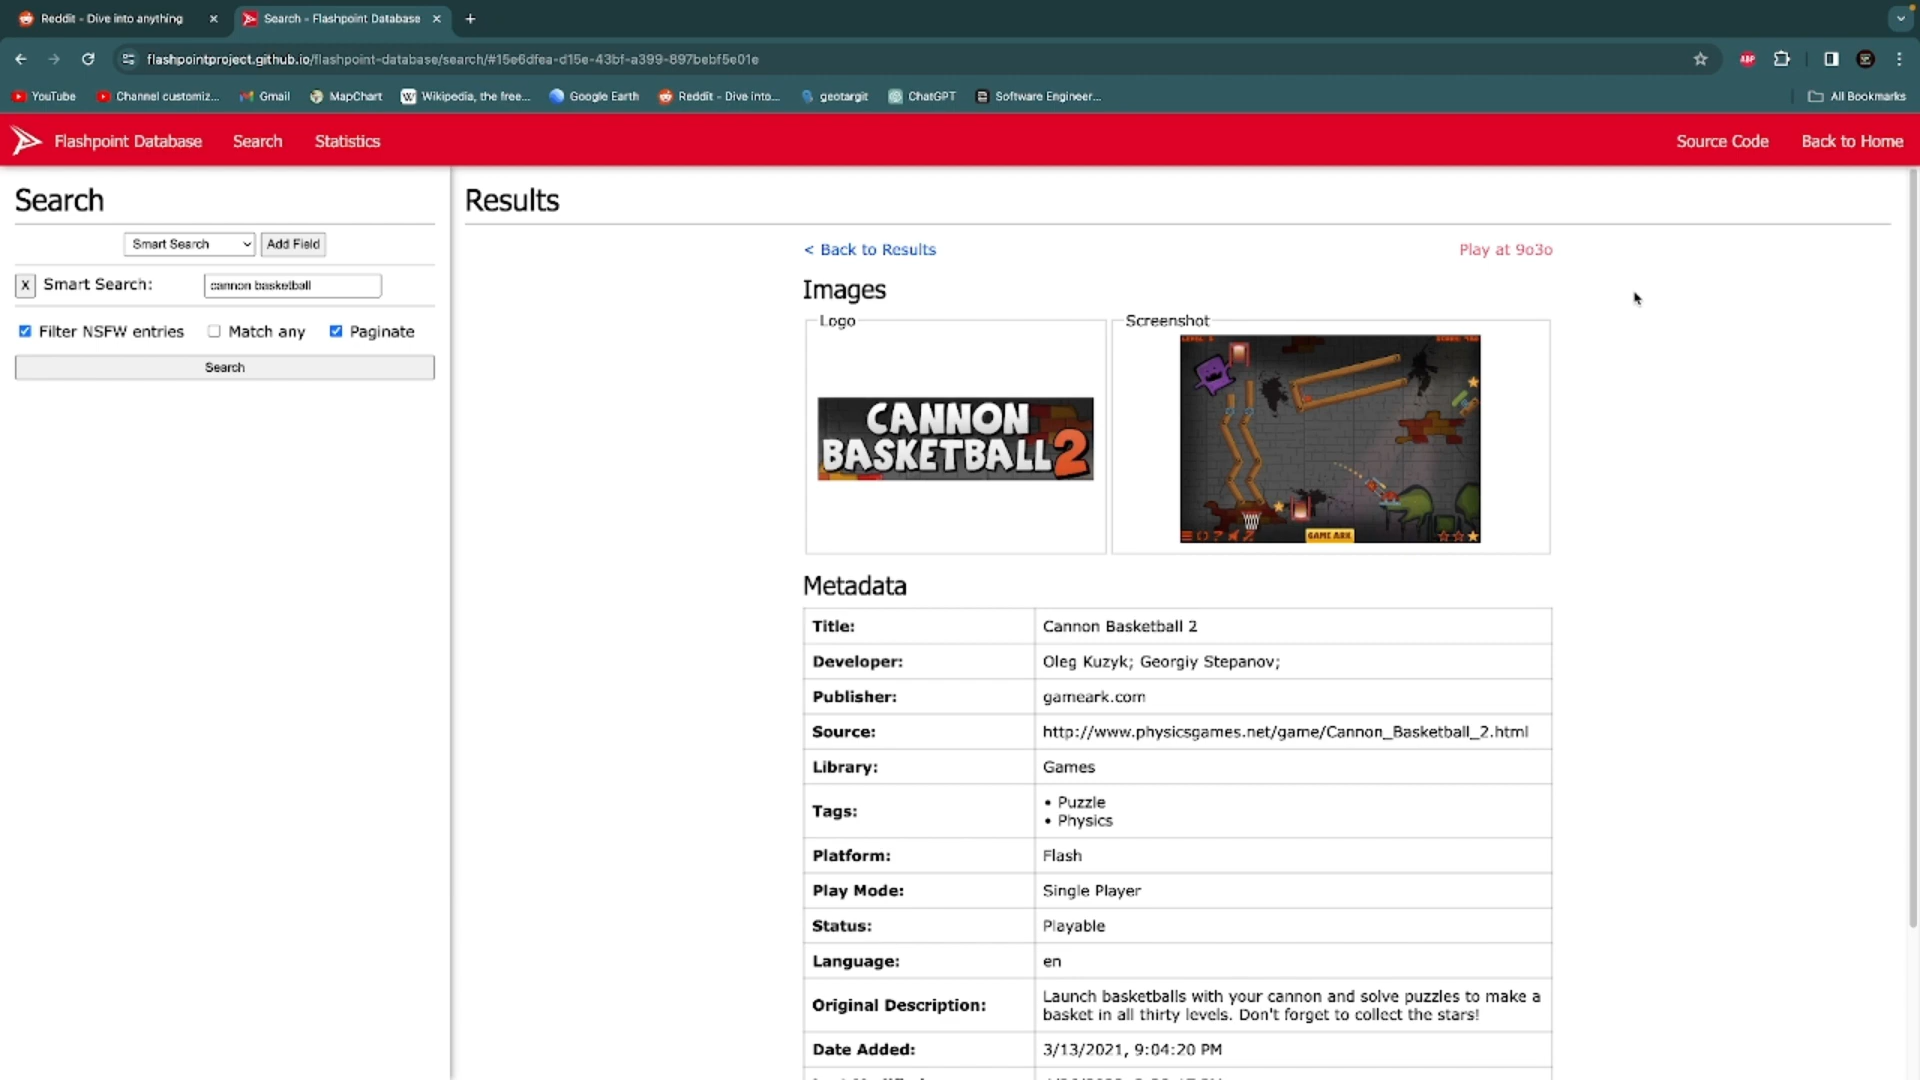 Reddit - Dive into anything
Search - Flashpoint Database
flashpointproject.github.io/flashpoint-database/search/#15e6dfea-d15e-43bf-a399-897bebf5e01e
ABP
YouTube
Channel customiz...
Gmail
MapChart
Wikipedia, the free...
Google Earth
Reddit - Dive into...
geotargit
ChatGPT
Software Engineer...
All Bookmarks
Flashpoint Database
Search
Statistics
Source Code
Back to Home
Search
Smart Search
Add Field
X Smart Search:
cannon basketball
Filter NSFW entries
Match any
Paginate
Search
Results
< Back to Results
Play at 9o3o
Images
Logo
CANNON
BASKETBALL 2
Screenshot
GAME ARK
Metadata
Title: Cannon Basketball 2
Developer: Oleg Kuzyk; Georgiy Stepanov;
Publisher: gameark.com
Source: http://www.physicsgames.net/game/Cannon_Basketball_2.html
Library: Games
Tags:
• Puzzle
• Physics
Platform: Flash
Play Mode: Single Player
Status: Playable
Language: en
Original Description:
Launch basketballs with your cannon and solve puzzles to make a
basket in all thirty levels. Don't forget to collect the stars!
Date Added: 3/13/2021, 9:04:20 PM